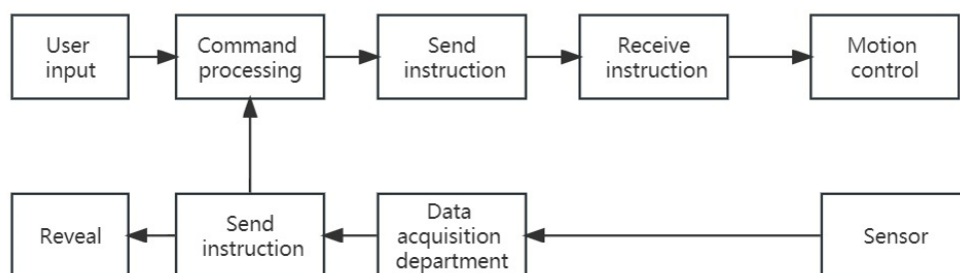 User
input
Command
processing
Send
instruction
Receive
instruction
Motion
control
Reveal
Send
instruction
Data
acquisition
department
Sensor